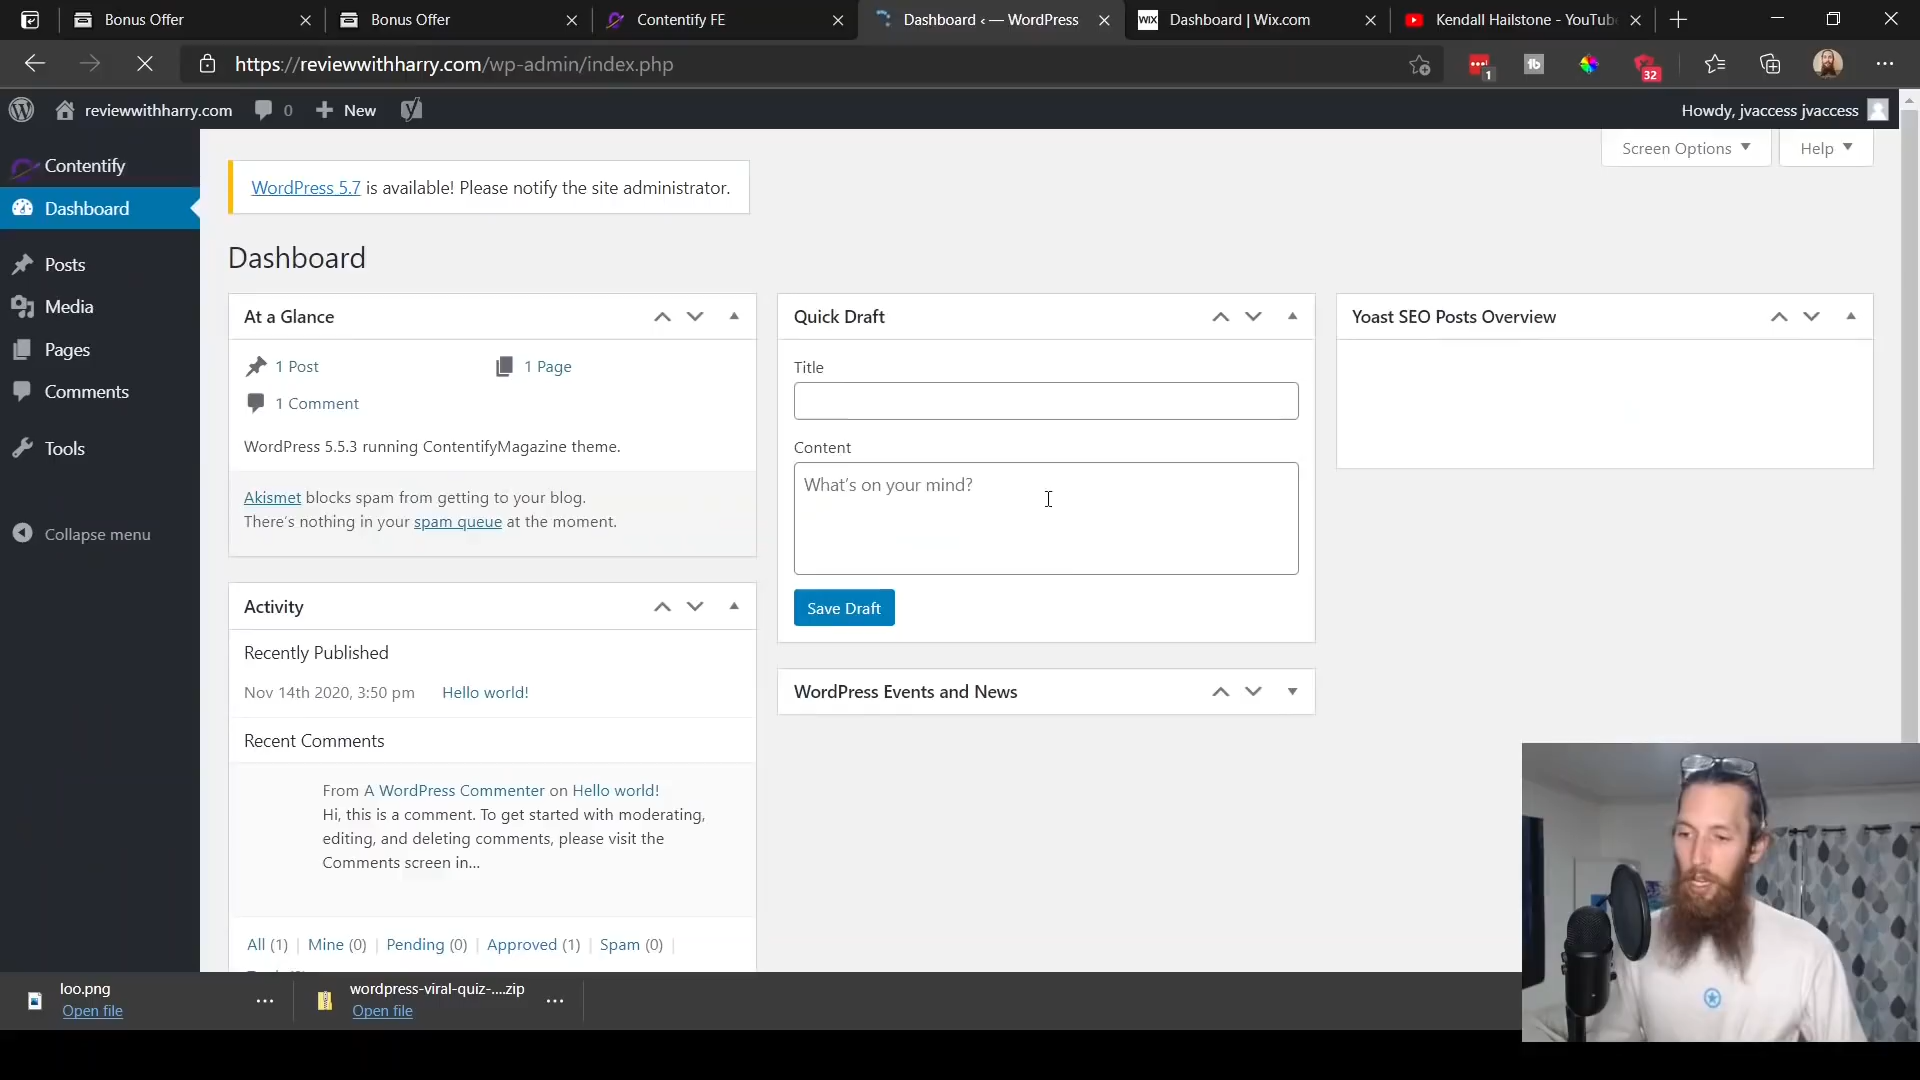 Bonus Offer
Bonus Offer
Contentify FE
Dashboard ‹ — WordPress
WIX Dashboard | Wix.com
Kendall Hailstone - YouTub
https://reviewwithharry.com/wp-admin/index.php
1
tb
32
reviewwithharry.com
0
New
Howdy, jvaccess jvaccess
Contentify
Dashboard
Posts
Media
Pages
Comments
Tools
Collapse menu
Screen Options
Help
WordPress 5.7 is available! Please notify the site administrator.
Dashboard
At a Glance
1 Post
1 Page
1 Comment
WordPress 5.5.3 running ContentifyMagazine theme.
Akismet blocks spam from getting to your blog.
There's nothing in your spam queue at the moment.
Activity
Recently Published
Nov 14th 2020, 3:50 pm Hello world!
Recent Comments
From A WordPress Commenter on Hello world!
Hi, this is a comment. To get started with moderating,
editing, and deleting comments, please visit the
Comments screen in...
All (1) | Mine (0) | Pending (0) | Approved (1) | Spam (0) |
Quick Draft
Title
Content
What's on your mind?
Save Draft
WordPress Events and News
Yoast SEO Posts Overview
loo.png
Open file
wordpress-viral-quiz-....zip
Open file